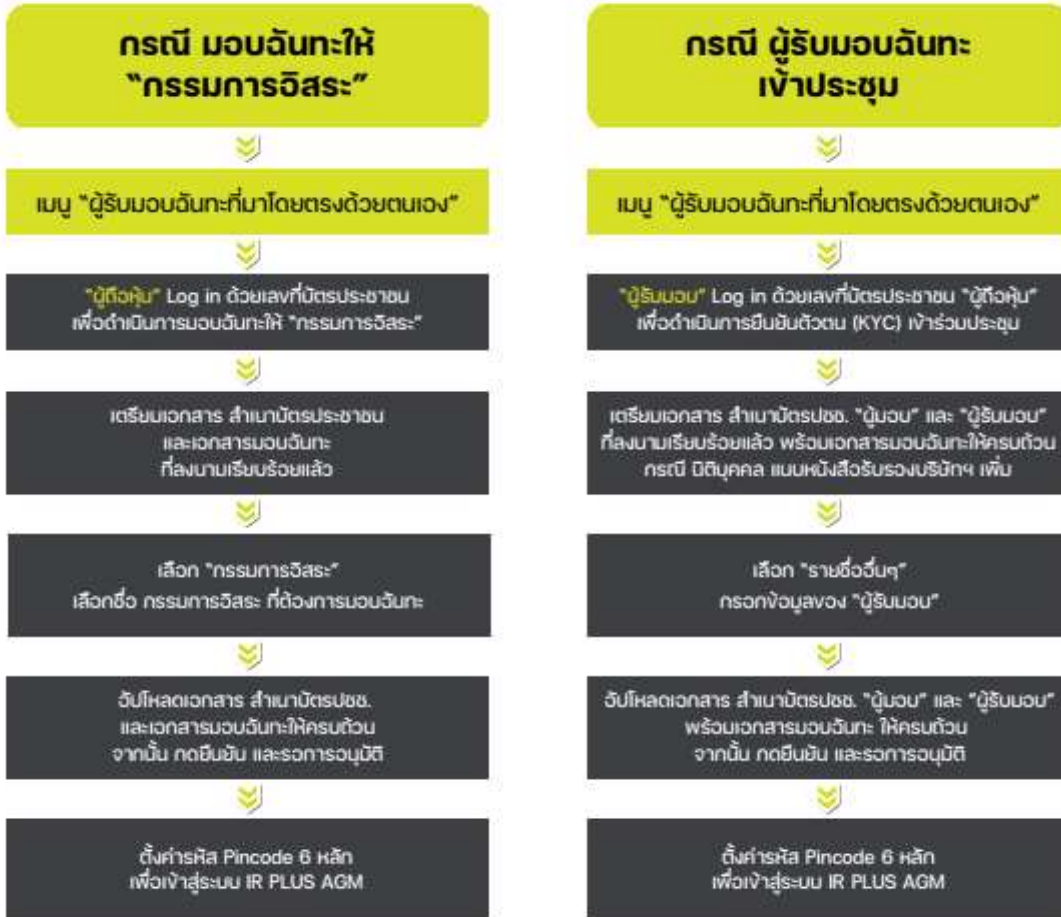 กรณี มอบฉันทะให้
"กรรมการอิสระ"
เมนู "ผู้รับมอบฉันทะที่มาโดยตรงด้วยตนเอง"
"ผู้ถือหุ้น" Log in ด้วยเลขที่บัตรประชาชน
เพื่อดำเนินการมอบฉันทะให้ "กรรมการอิสระ"
เตรียมเอกสาร สำเนาบัตรประชาชน
และเอกสารมอบฉันทะ
ที่ลงนามเรียบร้อยแล้ว
เลือก "กรรมการอิสระ"
เลือกชื่อ กรรมการอิสระ ที่ต้องการมอบฉันทะ
อัปโหลดเอกสาร สำเนาบัตรปชช.
และเอกสารมอบฉันทะให้ครบถ้วน
จากนั้น กดยืนยัน และรอการอนุมัติ
ตั้งค่ารหัส Pincode 6 หลัก
เพื่อเข้าสู่ระบบ IR PLUS AGM
กรณี ผู้รับมอบฉันทะ
เข้าประชุม
เมนู "ผู้รับมอบฉันทะที่มาโดยตรงด้วยตนเอง"
"ผู้รับมอบ" Log in ด้วยเลขที่บัตรประชาชน "ผู้ถือหุ้น"
เพื่อดำเนินการยืนยันตัวตน (KYC) เข้าร่วมประชุม
เตรียมเอกสาร สำเนาบัตรปชช. "ผู้มอบ" และ "ผู้รับมอบ"
ที่ลงนามเรียบร้อยแล้ว พร้อมเอกสารมอบฉันทะให้ครบถ้วน
กรณี นิติบุคคล แนบหนังสือรับรองบริษัทฯ เพิ่ม
เลือก "รายชื่ออื่นๆ"
กรอกข้อมูลของ "ผู้รับมอบ"
อัปโหลดเอกสาร สำเนาบัตรปชช. "ผู้มอบ" และ "ผู้รับมอบ"
พร้อมเอกสารมอบฉันทะ ให้ครบถ้วน
จากนั้น กดยืนยัน และรอการอนุมัติ
ตั้งค่ารหัส Pincode 6 หลัก
เพื่อเข้าสู่ระบบ IR PLUS AGM